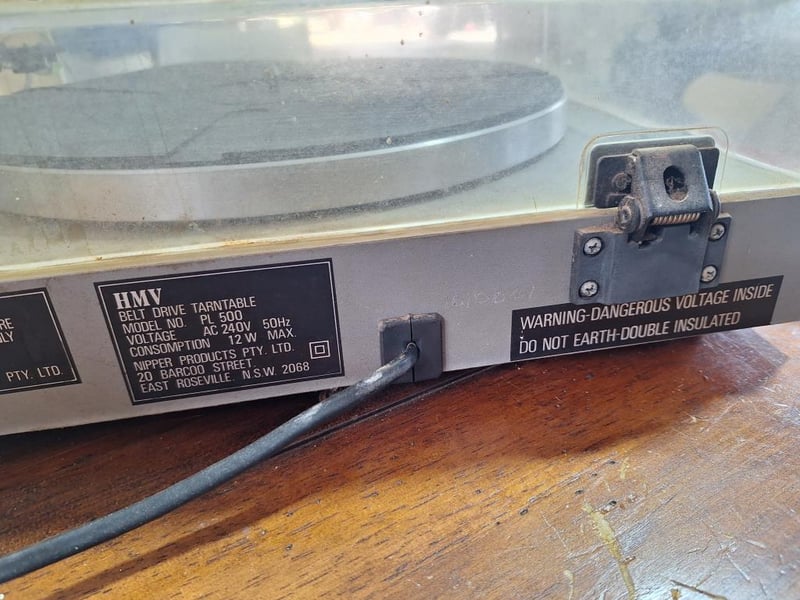 RE
LY
PTY. LTD.
HMV
BELT DRIVE TARNTABLE
MODEL NO. PL 500
VOLTAGE AC 240V 50Hz
CONSOMPTION 12 W MAX.
NIPPER PRODUCTS PTY. LTD.
20 BARCOO STREET.
EAST ROSEVILLE. N.S.W. 2068
WARNING-DANGEROUS VOLTAGE INSIDE
DO NOT EARTH-DOUBLE INSULATED